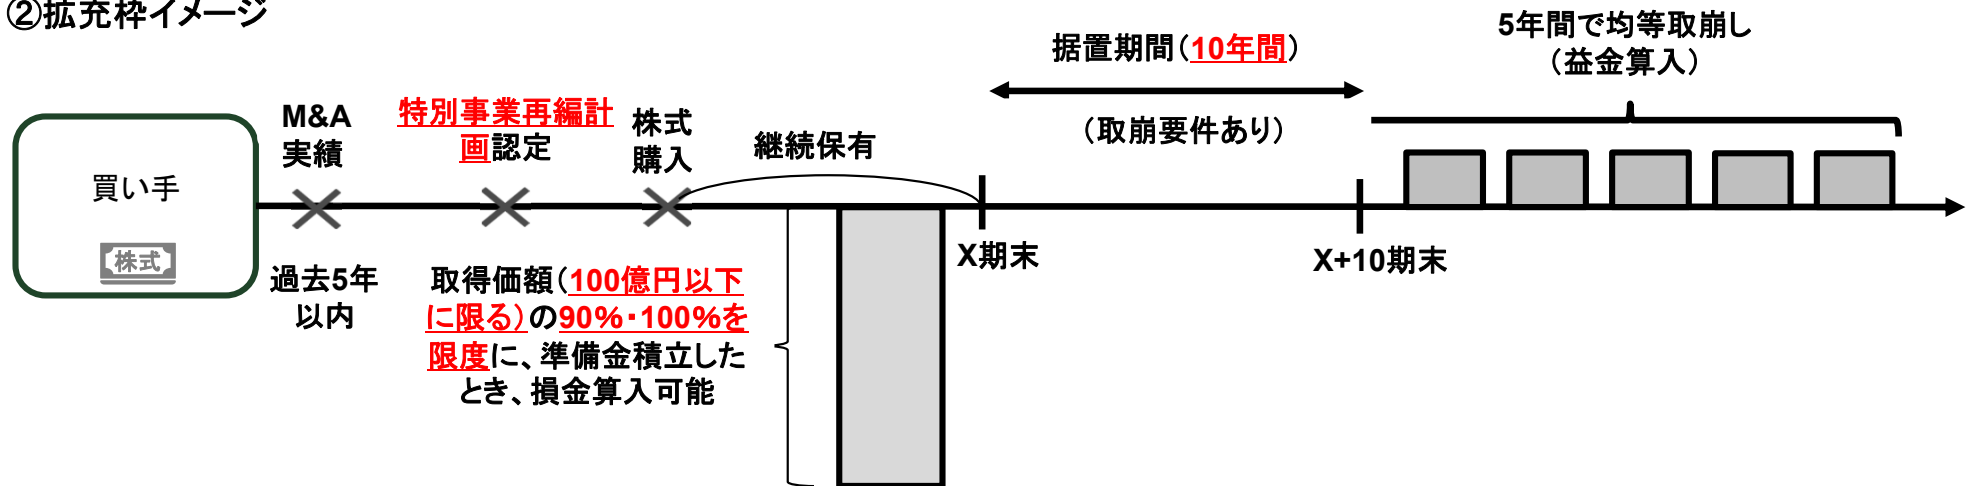 ②拡充枠イメージ
買い手
株式
M&A
実績
過去5年
以内
特別事業再編計
画認定
取得価額（100億円以下
に限る）の90%・100%を
限度に、準備金積立した
とき、損金算入可能
株式
購入
継続保有
X期末
据置期間（10年間）
（取崩要件あり）
X+10期末
5年間で均等取崩し
（益金算入）